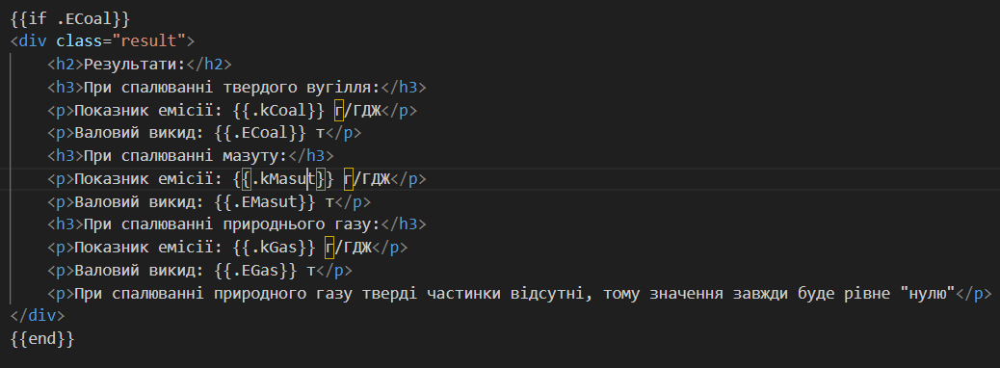 {{if .ECoal}}
<div class="result">
    <h2>Результати:</h2>
    <h3>При спалюванні твердого вугілля:</h3>
    <p>Показник емісії: {{.kCoal}} г/ГДЖ</p>
    <p>Валовий викид: {{.ECoal}} т</p>
    <h3>При спалюванні мазуту:</h3>
    <p>Показник емісії: {{.kMasut}} г/ГДЖ</p>
    <p>Валовий викид: {{.EMasut}} т</p>
    <h3>При спалюванні природнього газу:</h3>
    <p>Показник емісії: {{.kGas}} г/ГДЖ</p>
    <p>Валовий викид: {{.EGas}} т</p>
    <p>При спалюванні природного газу тверді частинки відсутні, тому значення завжди буде рівне "нулю"</p>
</div>
{{end}}